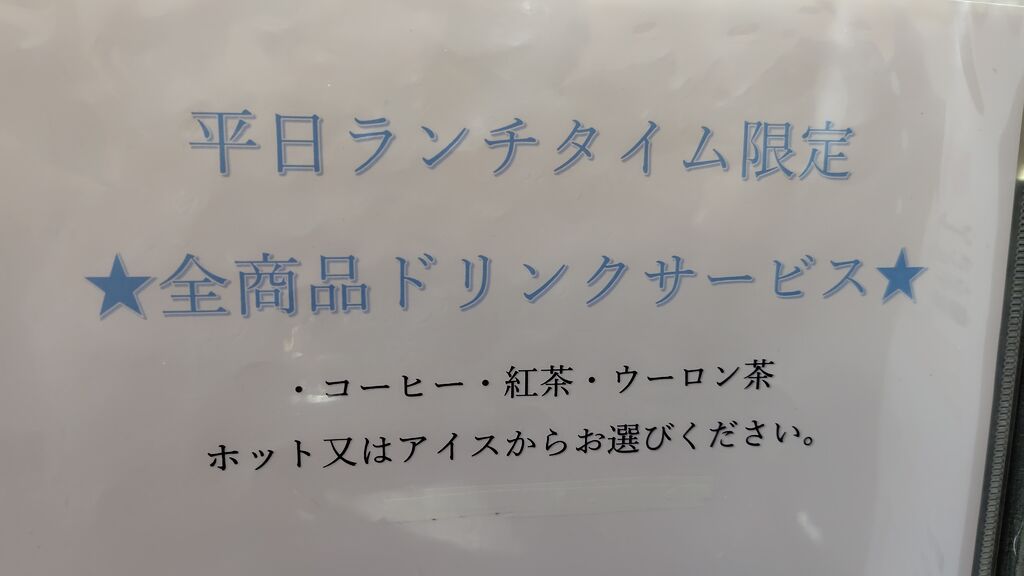 平日ランチタイム限定
★全商品ドリンクサービス★
・コーヒー・紅茶・ウーロン茶
ホット又はアイスからお選びください。